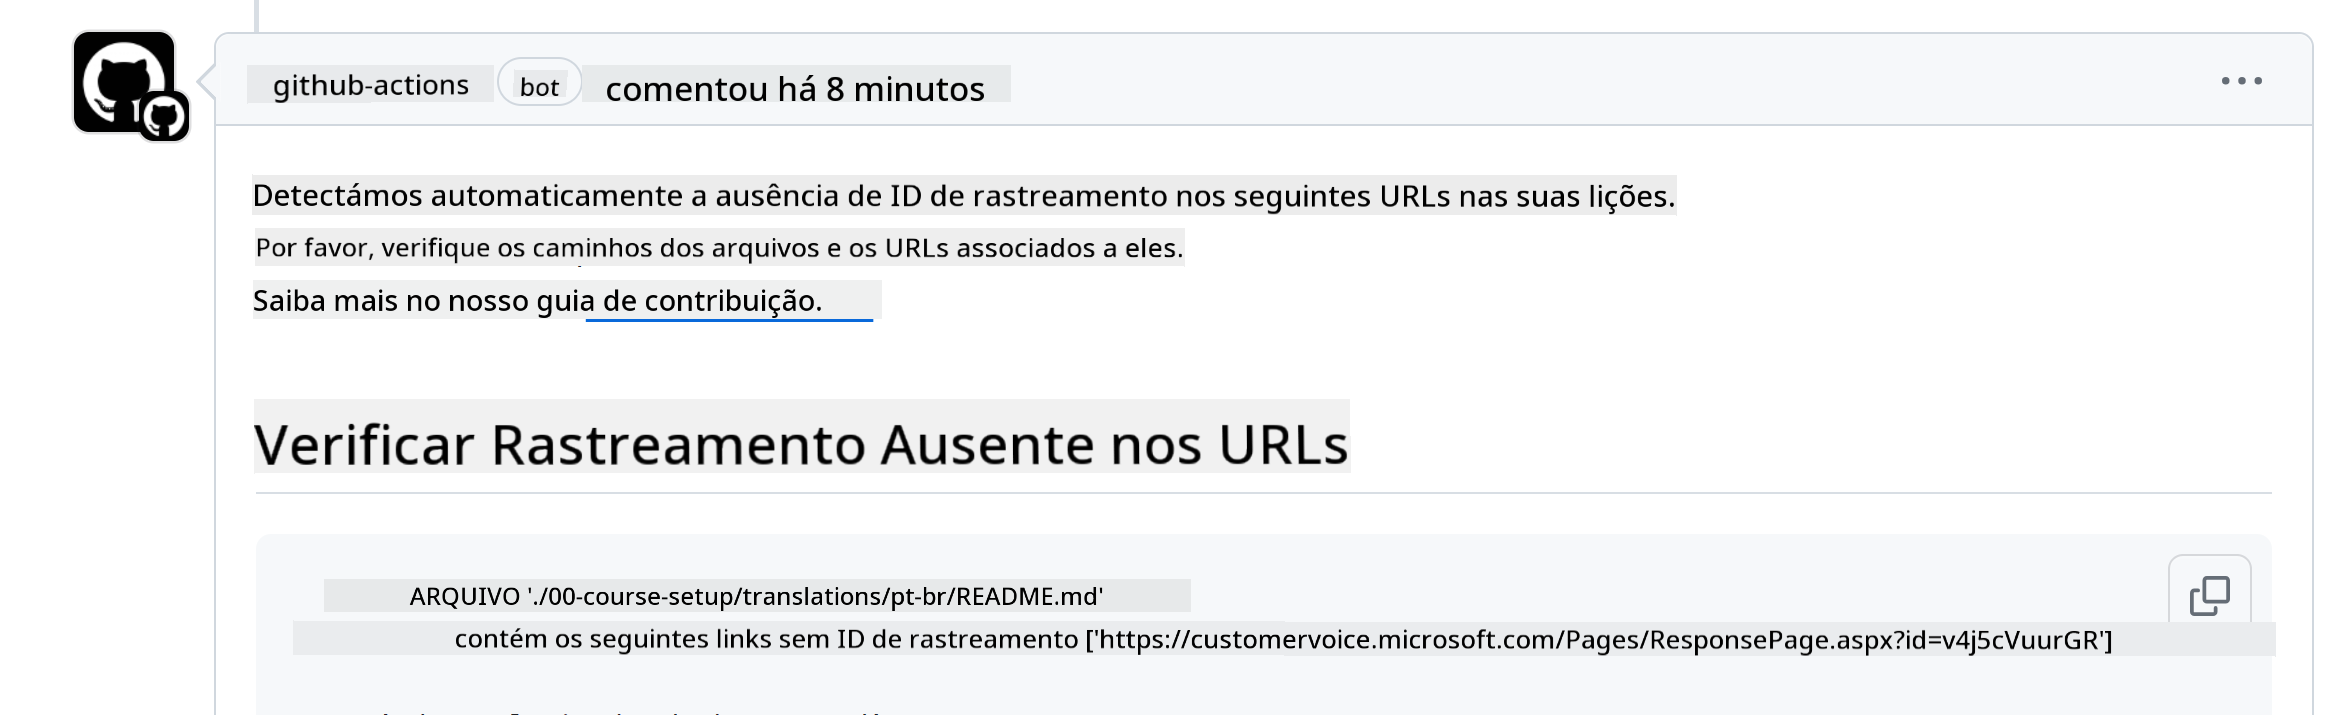 github-actions bot comentou há 8 minutos
Detectámos automaticamente a ausência de ID de rastreamento nos seguintes URLs nas suas lições.
Por favor, verifique os caminhos dos arquivos e os URLs associados a eles.
Saiba mais no nosso guia de contribuição.
Verificar Rastreamento Ausente nos URLs
ARQUIVO './00-course-setup/translations/pt-br/README.md'
contém os seguintes links sem ID de rastreamento ['https://customervoice.microsoft.com/Pages/ResponsePage.aspx?id=v4j5cVuurGR']